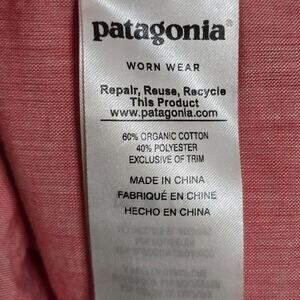 patagonia®
WORN WEAR
Repair, Reuse, Recycle
This Product
www.patagonia.com
60% ORGANIC COTTON
40% POLYESTER
EXCLUSIVE OF TRIM
MADE IN CHINA
FABRIQUÉ EN CHINE
HECHO EN CHINA